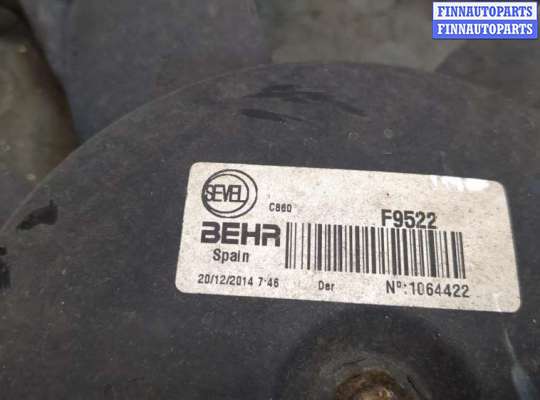 FINNAUTOPARTS
FINNAUTOPARTS
SEVEL
C860
F9522
BEHR
Spain
20/12/2014 7:46
Der
Nº:1064422